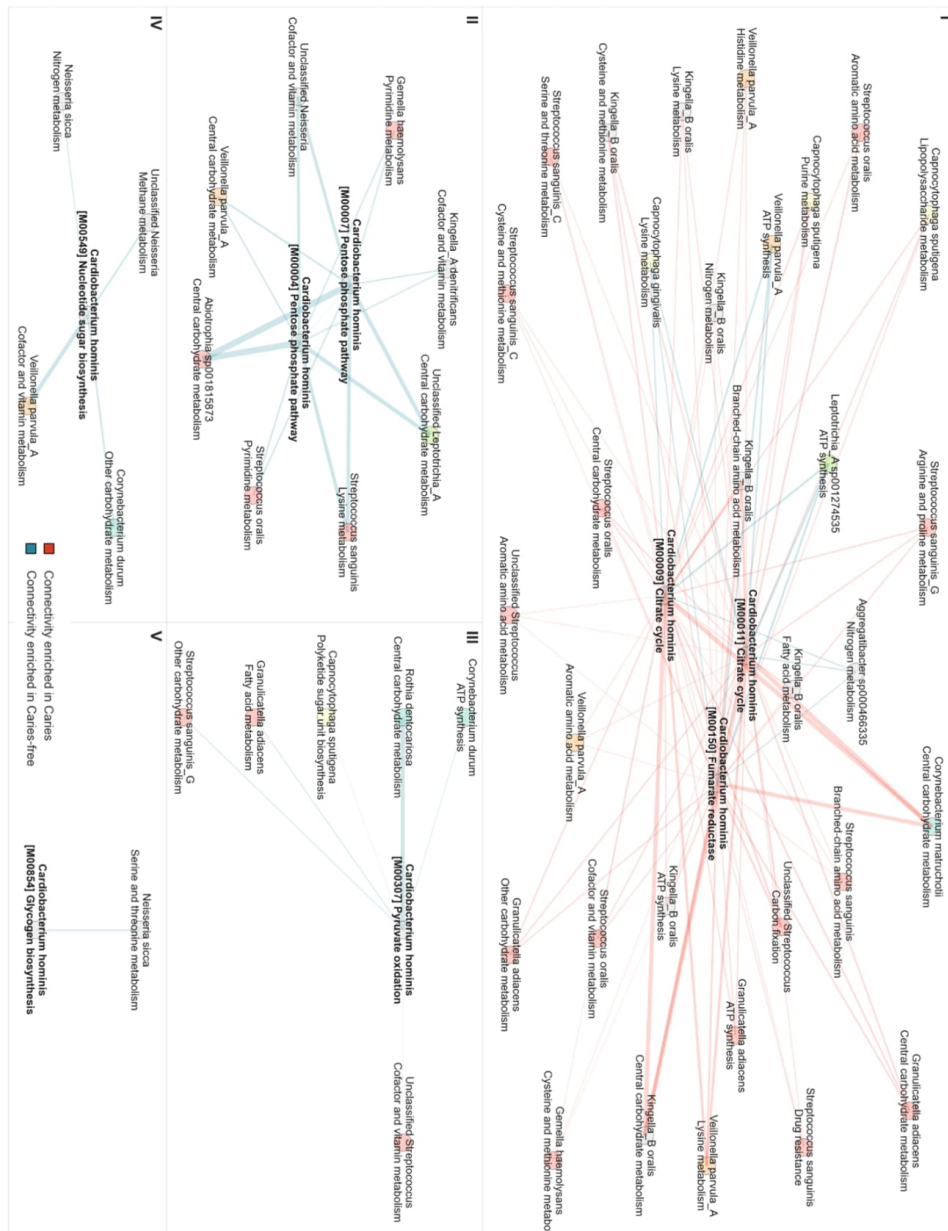 I
Capnocytophaga sputigena
Lipopolysaccharide metabolism
Streptococcus sanguinis_G
Arginine and proline metabolism
Corynebacterium matruchotii
Central carbohydrate metabolism
Granulicatella adiacens
Central carbohydrate metabolism
Streptococcus oralis
Aromatic amino acid metabolism
Capnocytophaga sputigena
Purine metabolism
Leptotrichia_A sp001274535
ATP synthesis
Aggregatibacter sp000466335
Nitrogen metabolism
Streptococcus sanguinis
Branched-chain amino acid metabolism
Streptococcus sanguinis
Drug resistance
Veillonella parvula_A
ATP synthesis
Kingella_B oralis
Fatty acid metabolism
Unclassified Streptococcus
Carbon fixation
Veillonella parvula_A
Histidine metabolism
Kingella_B oralis
Branched-chain amino acid metabolism
Cardiobacterium hominis
[M00011] Citrate cycle
Granulicatella adiacens
ATP synthesis
Kingella_B oralis
Nitrogen metabolism
Cardiobacterium hominis
[M00150] Fumarate reductase
Veillonella parvula_A
Lysine metabolism
Kingella_B oralis
Lysine metabolism
Capnocytophaga gingivalis
Lysine metabolism
Cardiobacterium hominis
[M00009] Citrate cycle
Kingella_B oralis
ATP synthesis
Kingella_B oralis
Central carbohydrate metabolism
Kingella_B oralis
Cysteine and methionine metabolism
Streptococcus oralis
Central carbohydrate metabolism
Veillonella parvula_A
Aromatic amino acid metabolism
Streptococcus oralis
Cofactor and vitamin metabolism
Streptococcus sanguinis_C
Serine and threonine metabolism
Streptococcus sanguinis_C
Cysteine and methionine metabolism
Unclassified Streptococcus
Aromatic amino acid metabolism
Granulicatella adiacens
Other carbohydrate metabolism
Gemella haemolysans
Cysteine and methionine metabo
II
Gemella haemolysans
Pyrimidine metabolism
Kingella_A denitrificans
Cofactor and vitamin metabolism
Unclassified Leptotrichia_A
Central carbohydrate metabolism
Cardiobacterium hominis
[M00007] Pentose phosphate pathway
Streptococcus sanguinis
Lysine metabolism
Unclassified Neisseria
Cofactor and vitamin metabolism
Cardiobacterium hominis
[M00004] Pentose phosphate pathway
Veillonella parvula_A
Central carbohydrate metabolism
Abiotrophia sp001815873
Central carbohydrate metabolism
Streptococcus oralis
Pyrimidine metabolism
III
Corynebacterium durum
ATP synthesis
Rothia dentocariosa
Central carbohydrate metabolism
Cardiobacterium hominis
[M00307] Pyruvate oxidation
Unclassified Streptococcus
Cofactor and vitamin metabolism
Capnocytophaga sputigena
Polyketide sugar unit biosynthesis
Granulicatella adiacens
Fatty acid metabolism
Streptococcus sanguinis_G
Other carbohydrate metabolism
IV
Unclassified Neisseria
Methane metabolism
Neisseria sicca
Nitrogen metabolism
Cardiobacterium hominis
[M00549] Nucleotide sugar biosynthesis
Corynebacterium durum
Other carbohydrate metabolism
Veillonella parvula_A
Cofactor and vitamin metabolism
Connectivity enriched in Caries
Connectivity enriched in Caries-free
V
Neisseria sicca
Serine and threonine metabolism
Cardiobacterium hominis
[M00854] Glycogen biosynthesis